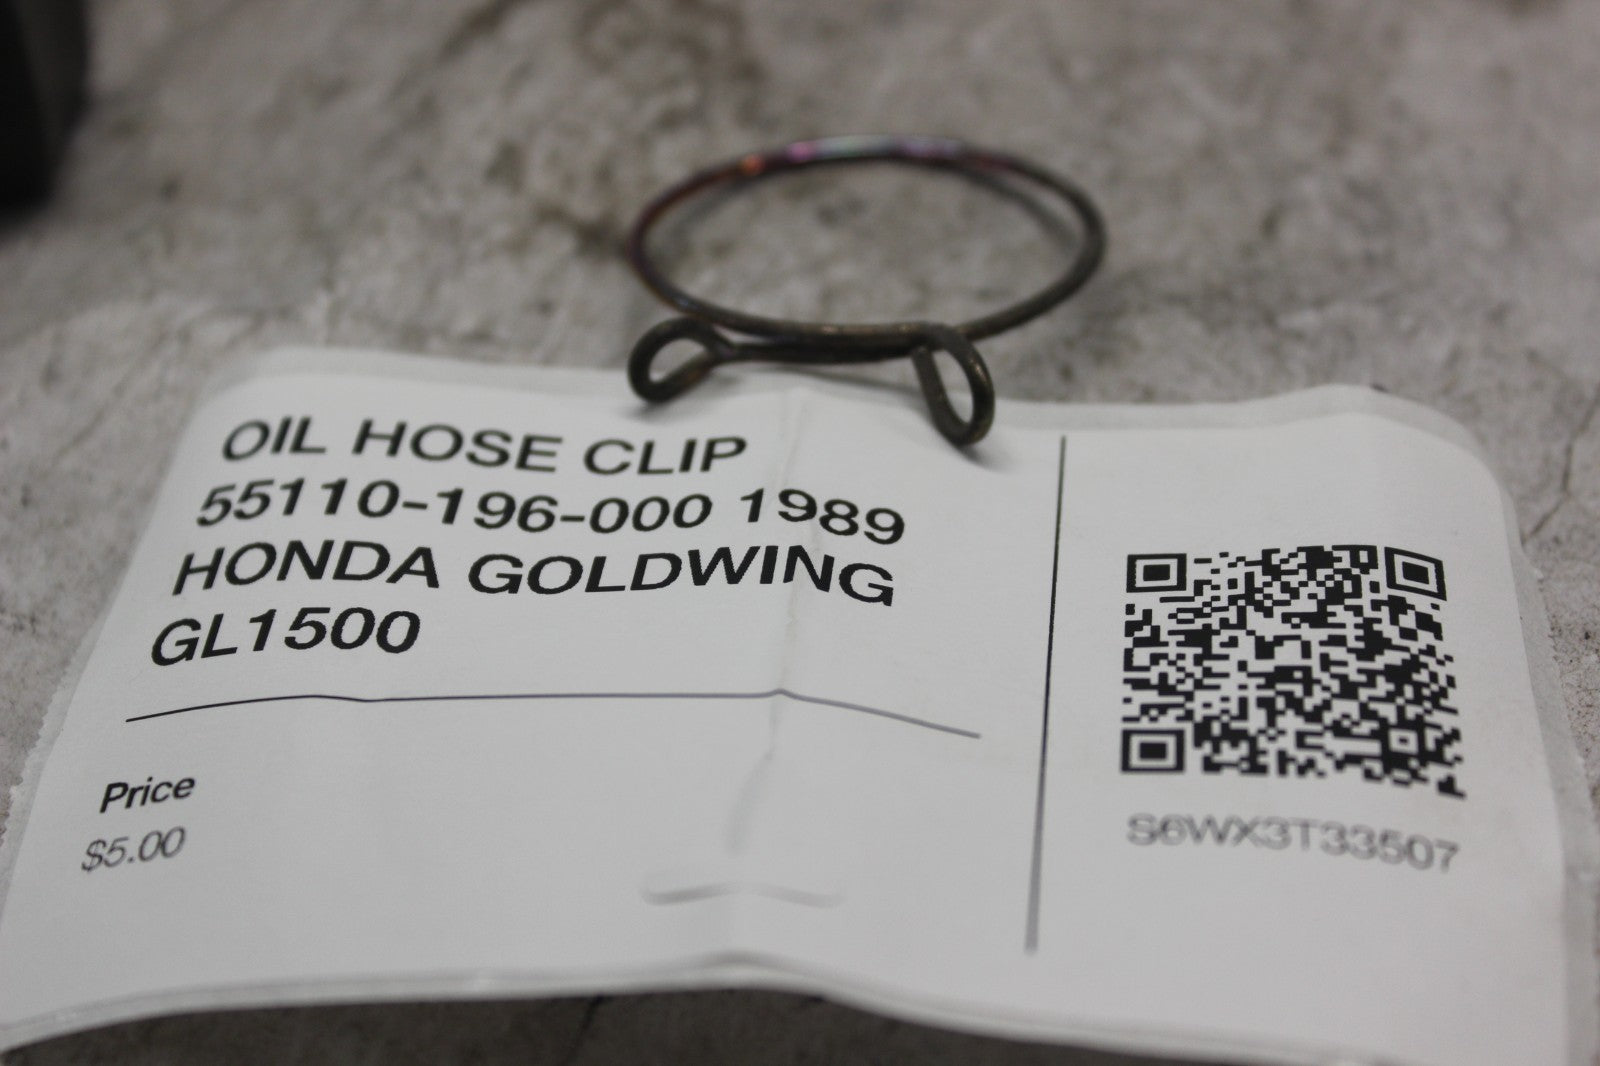 OIL HOSE CLIP
55110-196-000 1989
HONDA GOLDWING
GL1500
Price
$5.00
S6WX3T33507